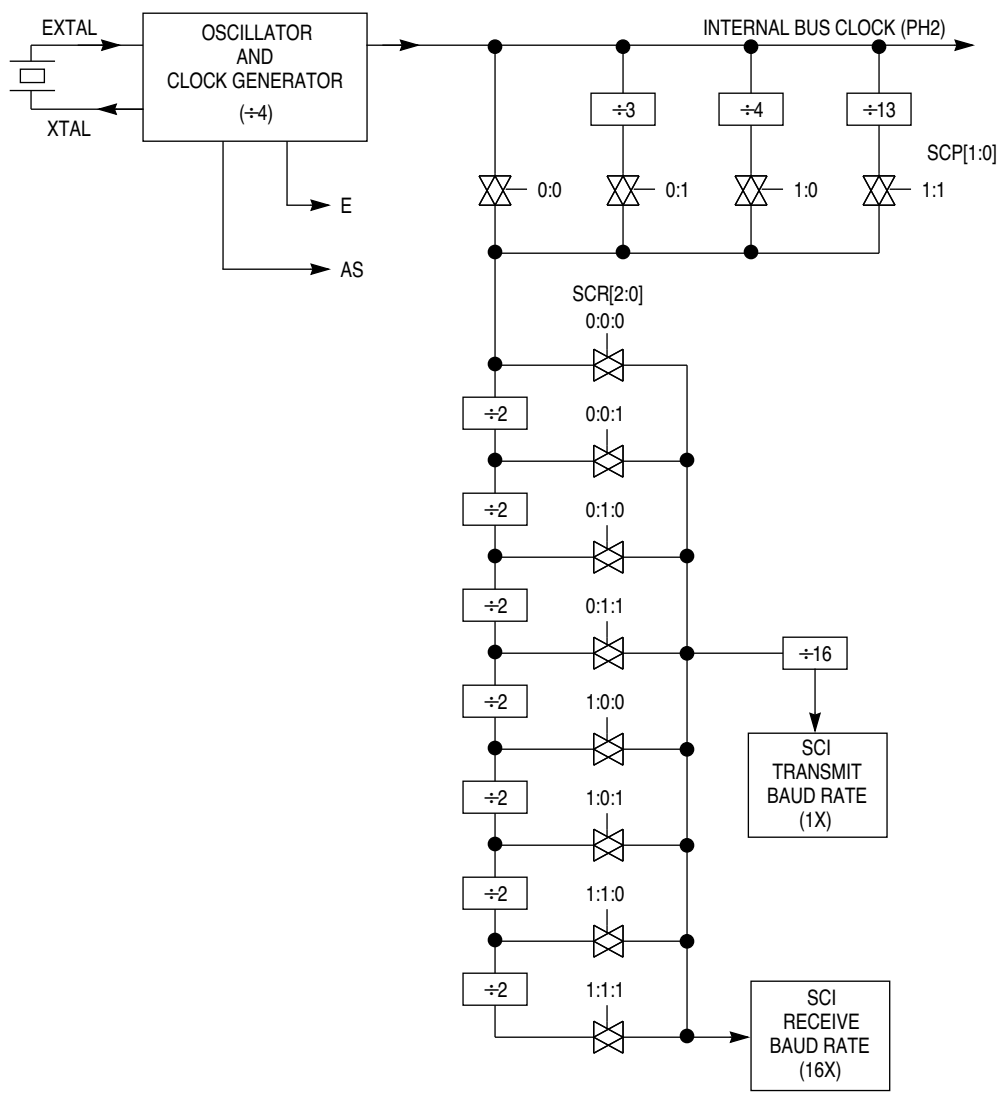 EXTAL
XTAL
OSCILLATOR
AND
CLOCK GENERATOR
(÷4)
INTERNAL BUS CLOCK (PH2)
÷3
÷4
÷13
SCP[1:0]
0:0
0:1
1:0
1:1
E
AS
SCR[2:0]
0:0:0
÷2
0:0:1
÷2
0:1:0
÷2
0:1:1
÷16
÷2
1:0:0
SCI
TRANSMIT
BAUD RATE
(1X)
÷2
1:0:1
÷2
1:1:0
÷2
1:1:1
SCI
RECEIVE
BAUD RATE
(16X)